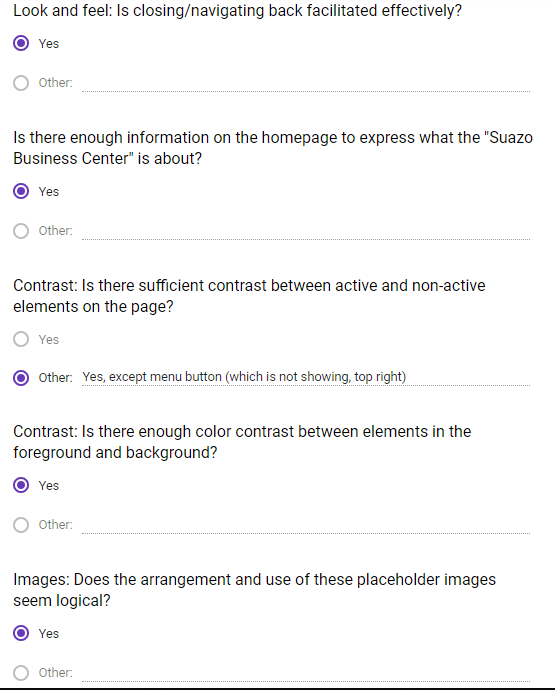 Look and feel: Is closing/navigating back facilitated effectively?
Yes
Other:
Is there enough information on the homepage to express what the "Suazo
Business Center" is about?
Yes
Other:
Contrast: Is there sufficient contrast between active and non-active
elements on the page?
Yes
Other: Yes, except menu button (which is not showing, top right)
Contrast: Is there enough color contrast between elements in the
foreground and background?
Yes
Other:
Images: Does the arrangement and use of these placeholder images
seem logical?
Yes
Other: